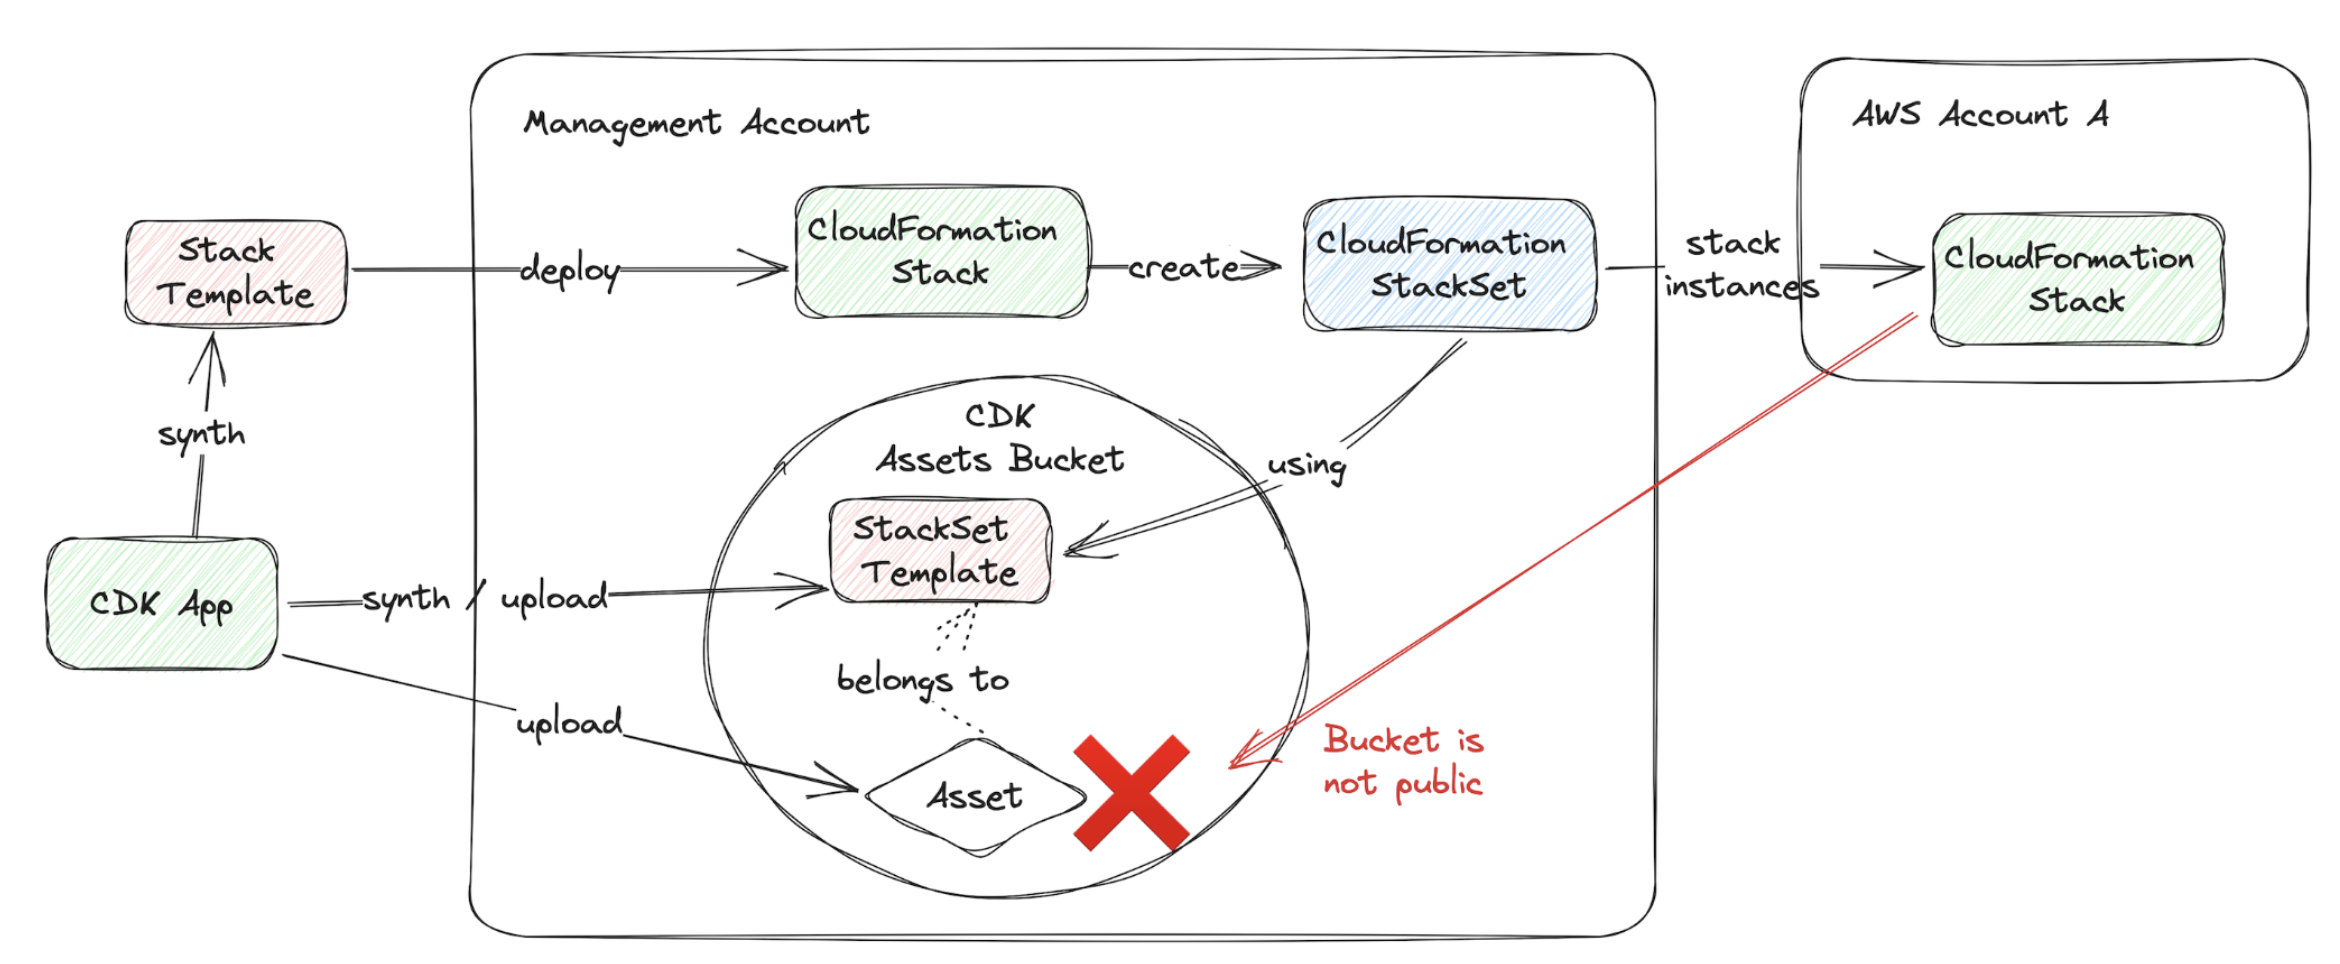 Management Account
AWS Account A
Stack
Template
deploy
CloudFormation
Stack
create
CloudFormation
StackSet
stack
instances
CloudFormation
Stack
synth
CDK
Assets Bucket
using
StackSet
Template
CDK App
synth / upload
belongs to
upload
Asset
Bucket is
not public